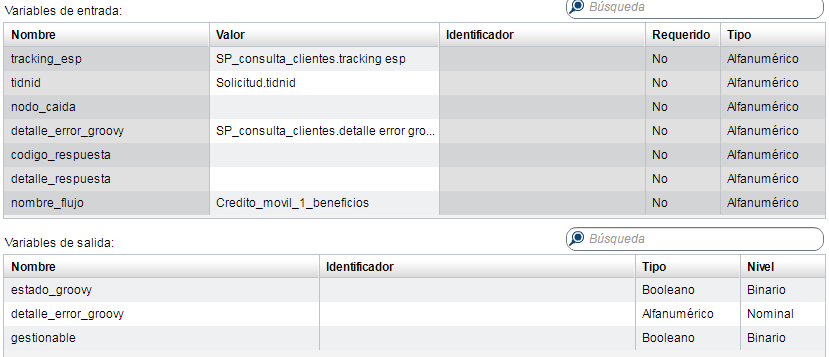 Variables de entrada: Búsqueda
Nombre Valor Identificador Requerido Tipo
tracking_esp SP_consulta_clientes.tracking esp No Alfanumérico
tidnid Solicitud.tidnid No Alfanumérico
nodo_caida No Alfanumérico
detalle_error_groovy SP_consulta_clientes.detalle error gro... No Alfanumérico
codigo_respuesta No Alfanumérico
detalle_respuesta No Alfanumérico
nombre_flujo Credito_movil_1_beneficios No Alfanumérico
Variables de salida: Búsqueda
Nombre Identificador Tipo Nivel
estado_groovy Booleano Binario
detalle_error_groovy Alfanumérico Nominal
gestionable Booleano Binario